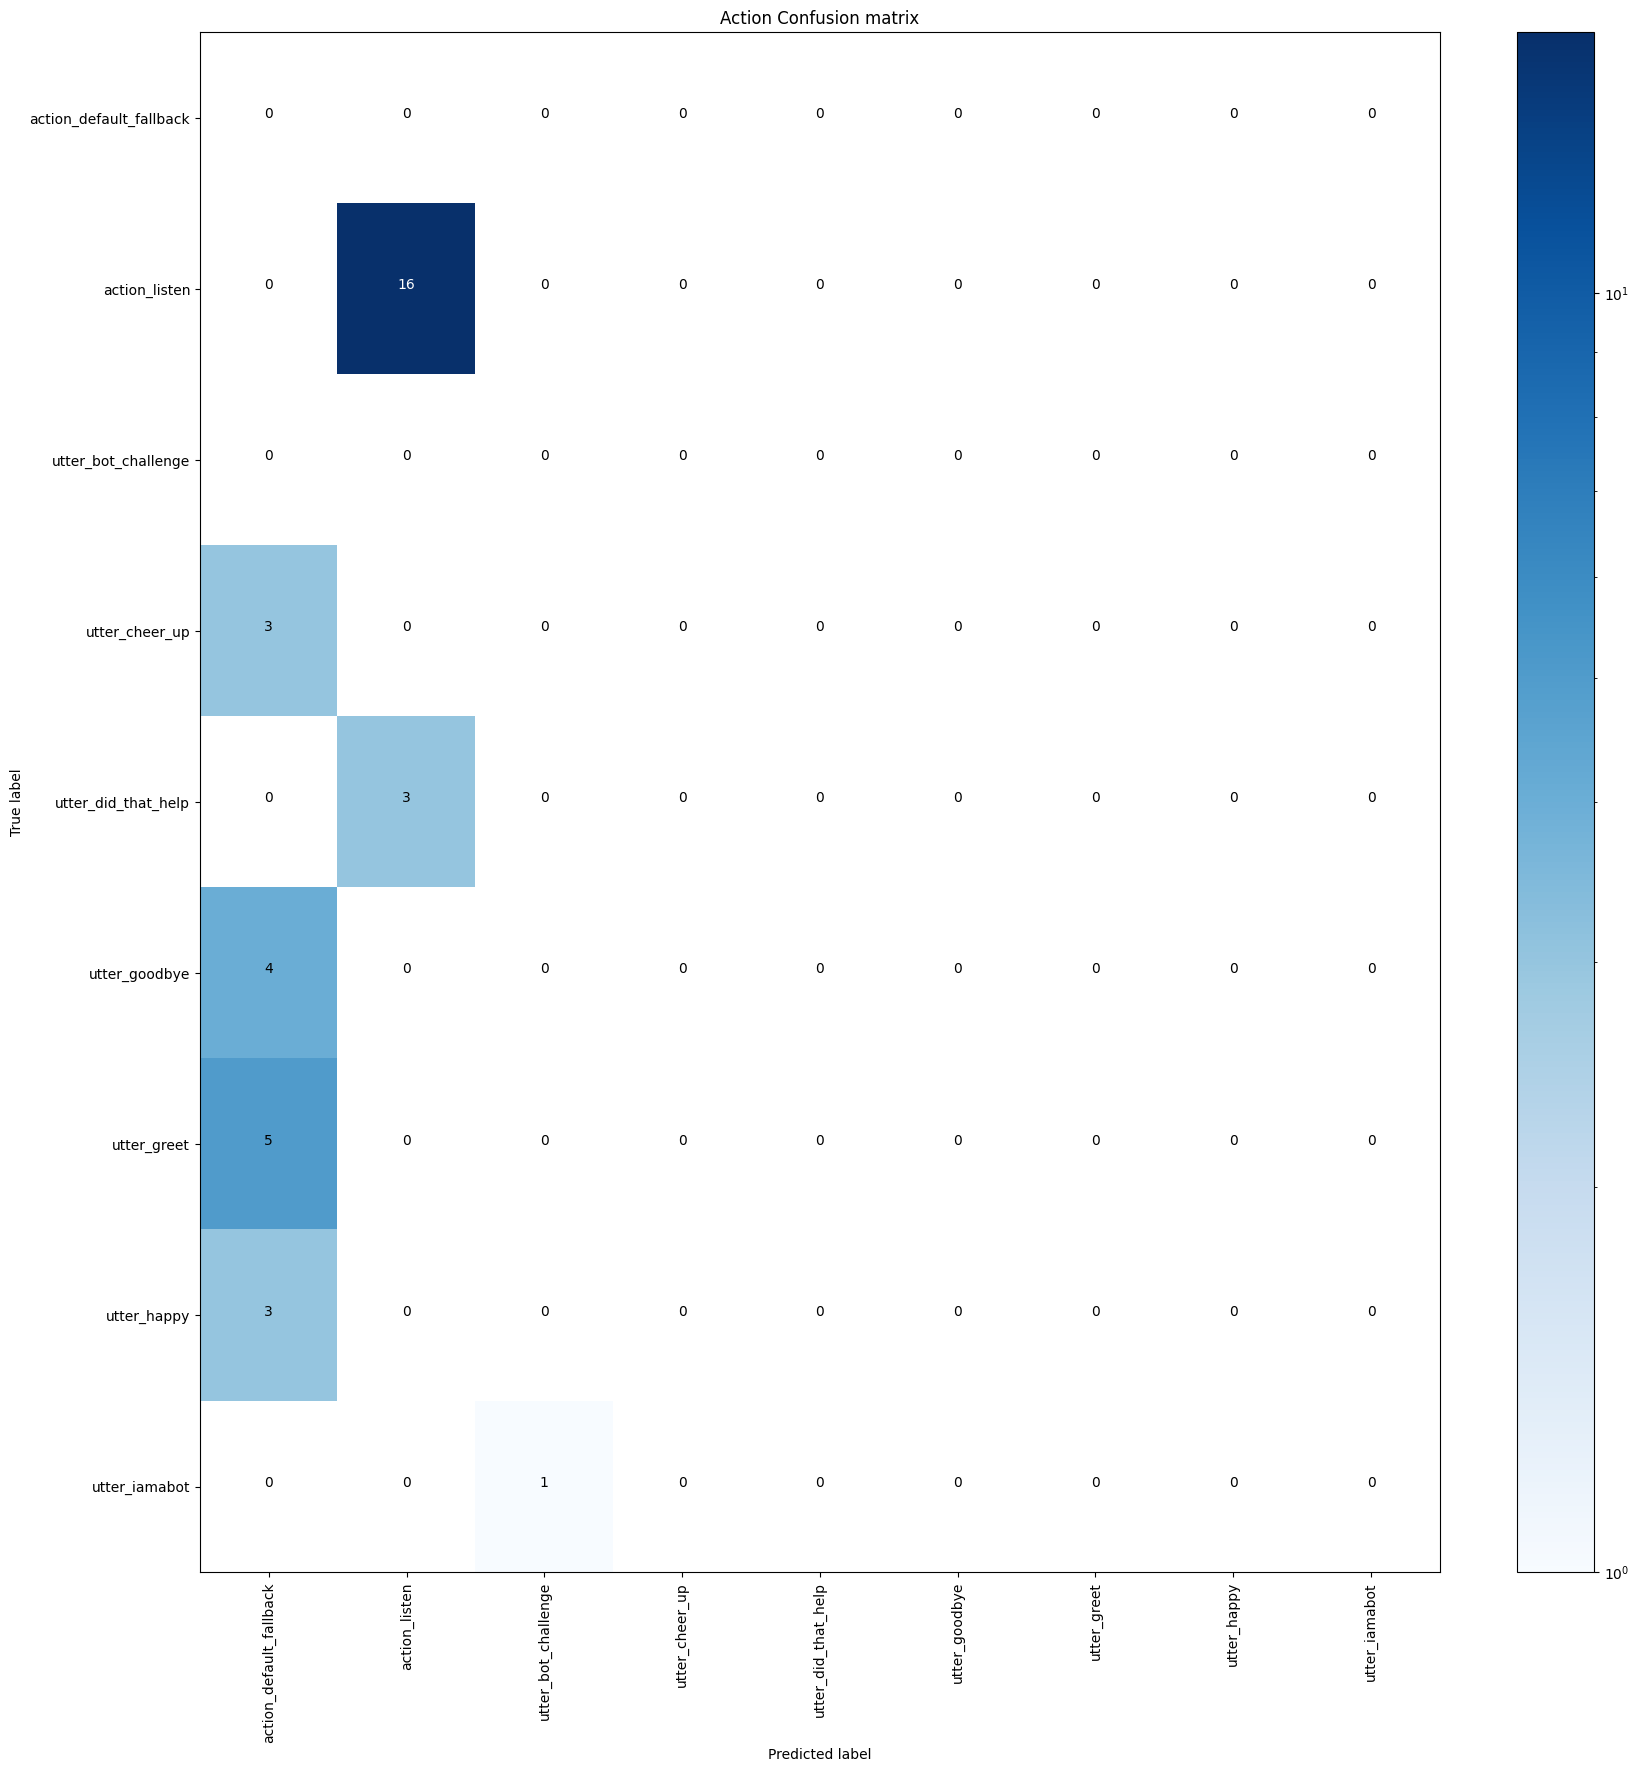 Action Confusion matrix
action_default_fallback 0 0 0 0 0 0 0 0 0
action_listen 0 16 0 0 0 0 0 0 0
utter_bot_challenge 0 0 0 0 0 0 0 0 0
utter_cheer_up 3 0 0 0 0 0 0 0 0
utter_did_that_help 0 3 0 0 0 0 0 0 0
utter_goodbye 4 0 0 0 0 0 0 0 0
utter_greet 5 0 0 0 0 0 0 0 0
utter_happy 3 0 0 0 0 0 0 0 0
utter_iamabot 0 0 1 0 0 0 0 0 0
True label
action_default_fallback
action_listen
utter_bot_challenge
utter_cheer_up
utter_did_that_help
utter_goodbye
utter_greet
utter_happy
utter_iamabot
Predicted label
10¹
10⁰